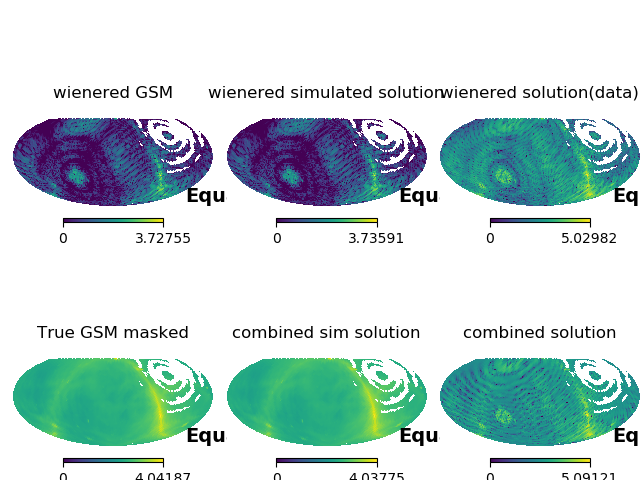 wienered GSM
wienered simulated solution
wienered solution(data)
Equ
Equ
Eq
0 3.72755
0 3.73591
0 5.02982
True GSM masked
combined sim solution
combined solution
Equ
Equ
Eq
0 4.04187
0 4.03775
0 5.09121